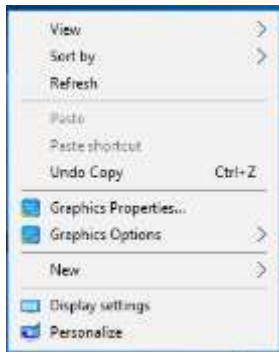 View
Sort by
Refresh
Paste
Paste shortcut
Undo Copy Ctrl+Z
Graphics Properties...
Graphics Options
New
Display settings
Personalize